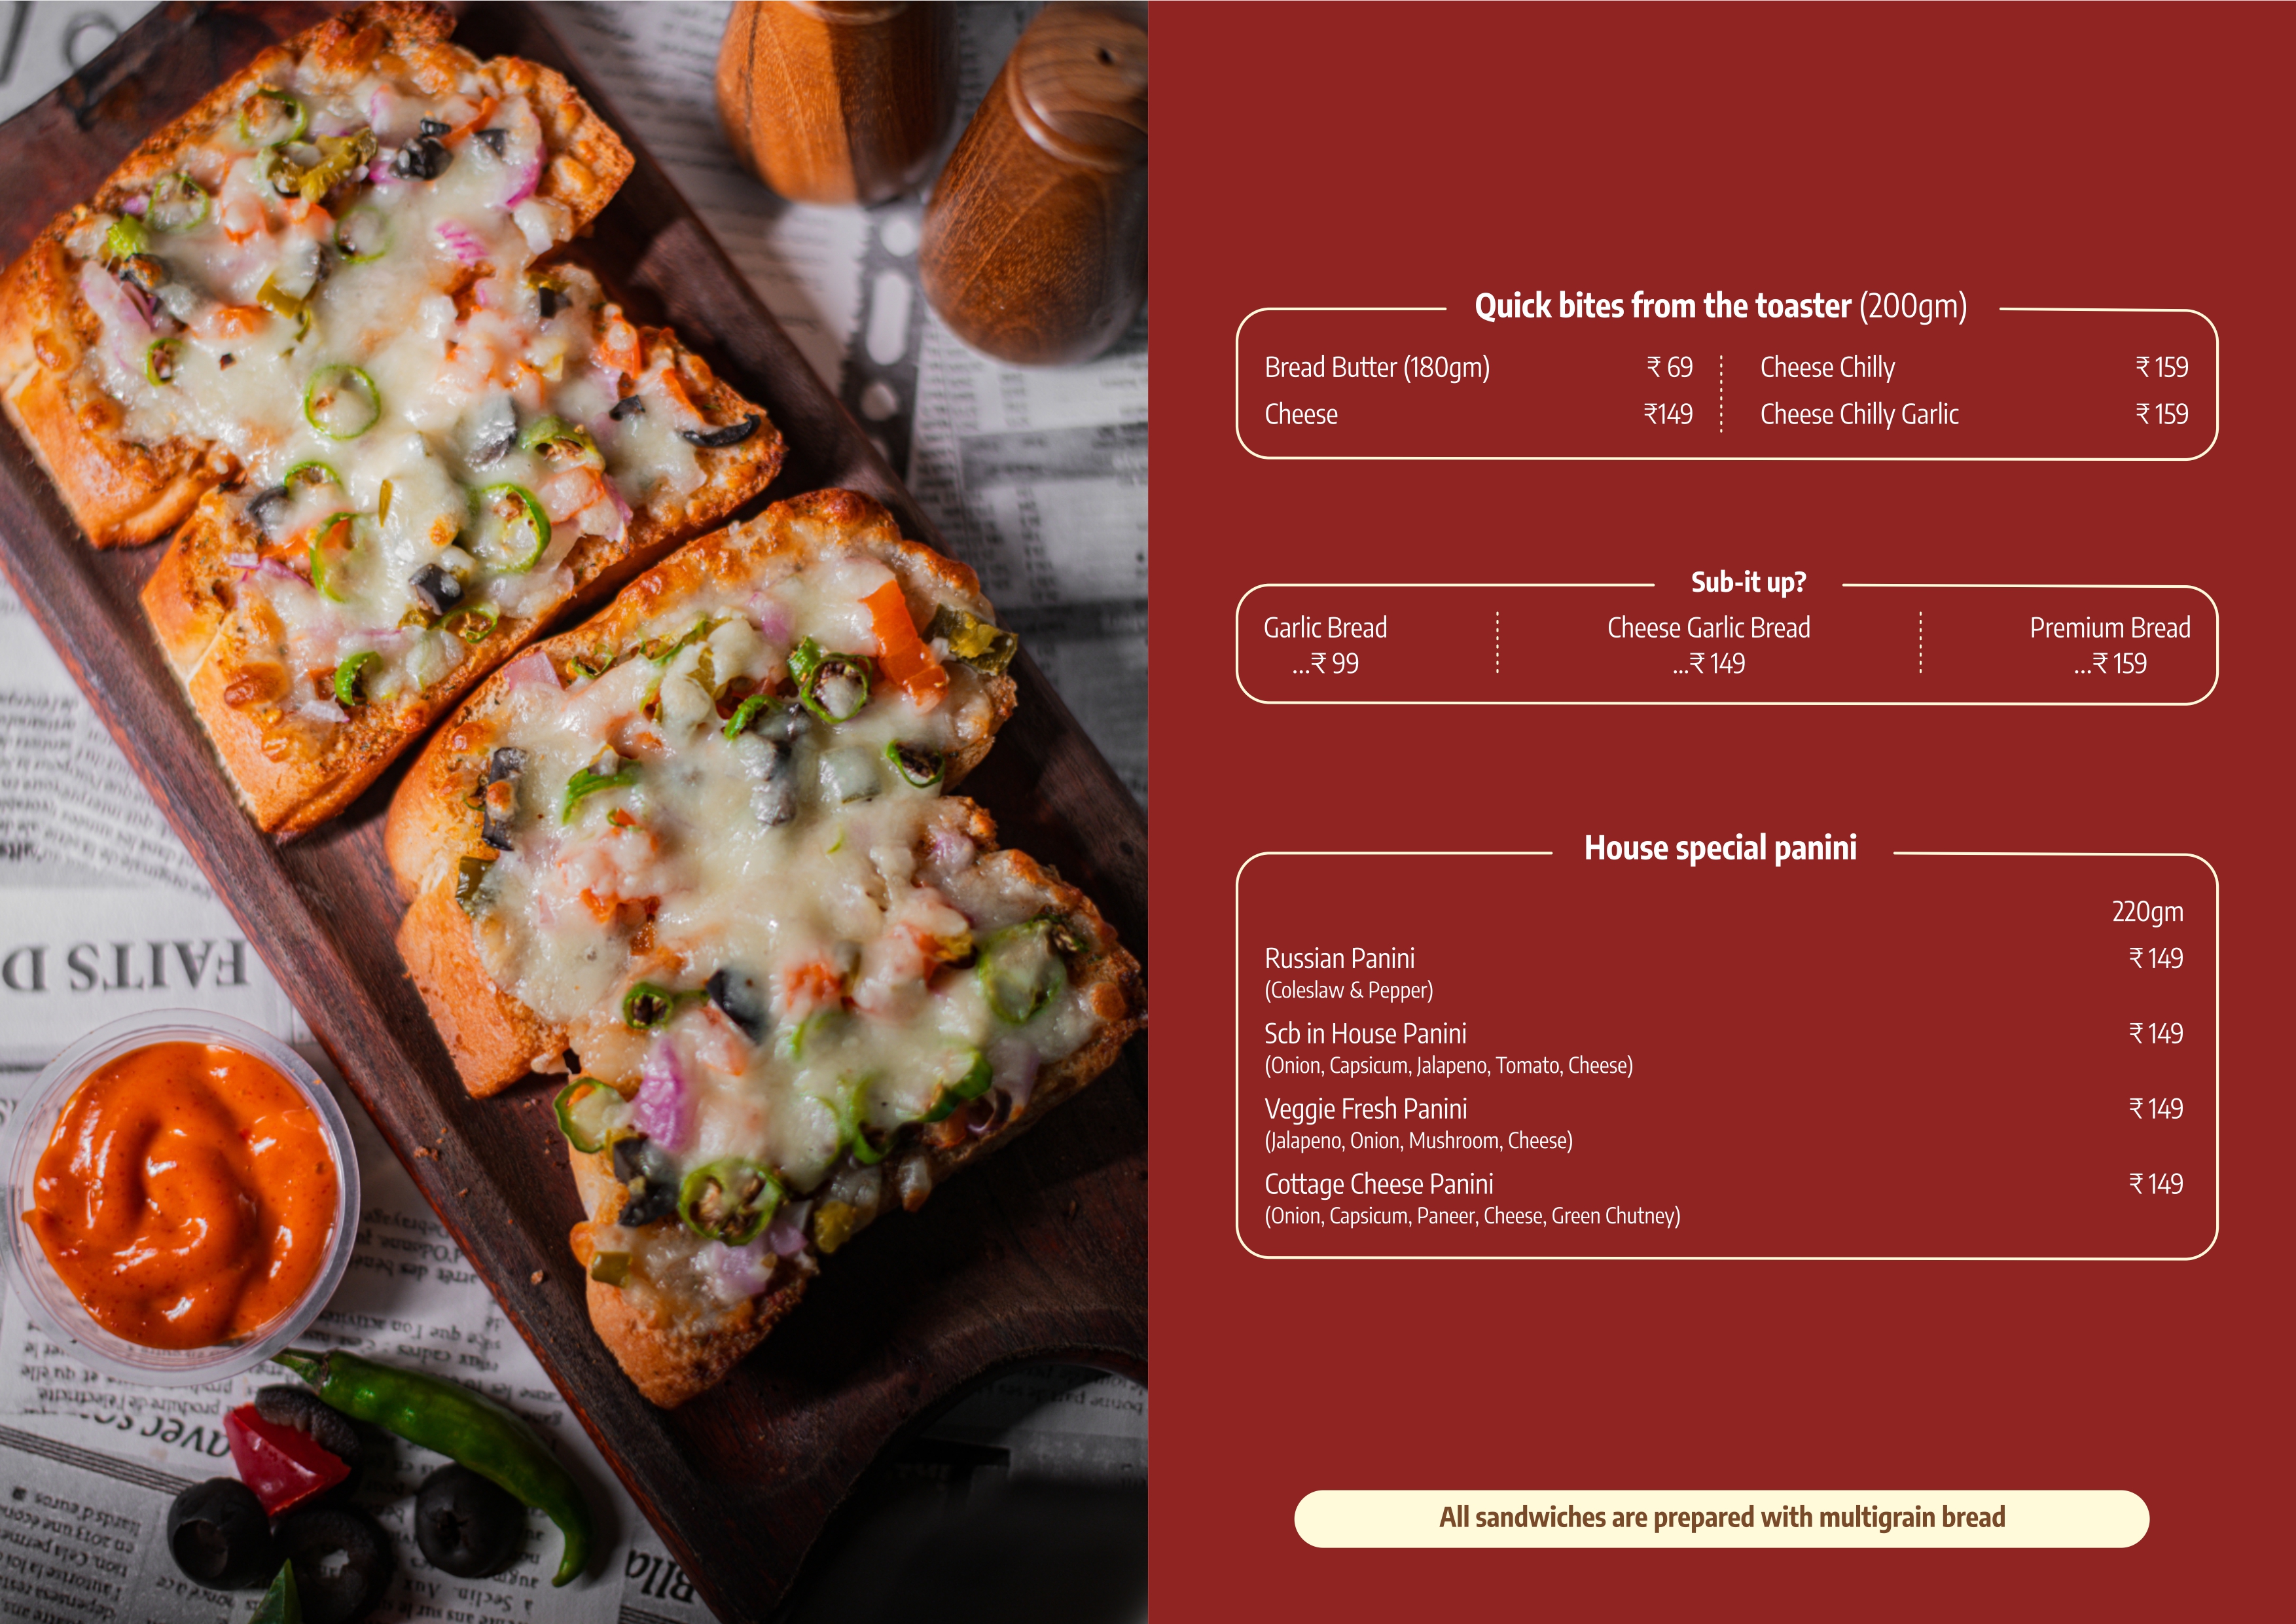 Quick bites from the toaster (200gm)
Bread Butter (180gm) ₹ 69
Cheese ₹149
Cheese Chilly ₹ 159
Cheese Chilly Garlic ₹ 159
Sub-it up?
Garlic Bread
...₹ 99
Cheese Garlic Bread
...₹ 149
Premium Bread
...₹ 159
House special panini
220gm
Russian Panini ₹ 149
(Coleslaw & Pepper)
Scb in House Panini ₹ 149
(Onion, Capsicum, Jalapeno, Tomato, Cheese)
Veggie Fresh Panini ₹ 149
(Jalapeno, Onion, Mushroom, Cheese)
Cottage Cheese Panini ₹ 149
(Onion, Capsicum, Paneer, Cheese, Green Chutney)
All sandwiches are prepared with multigrain bread
FAITS D